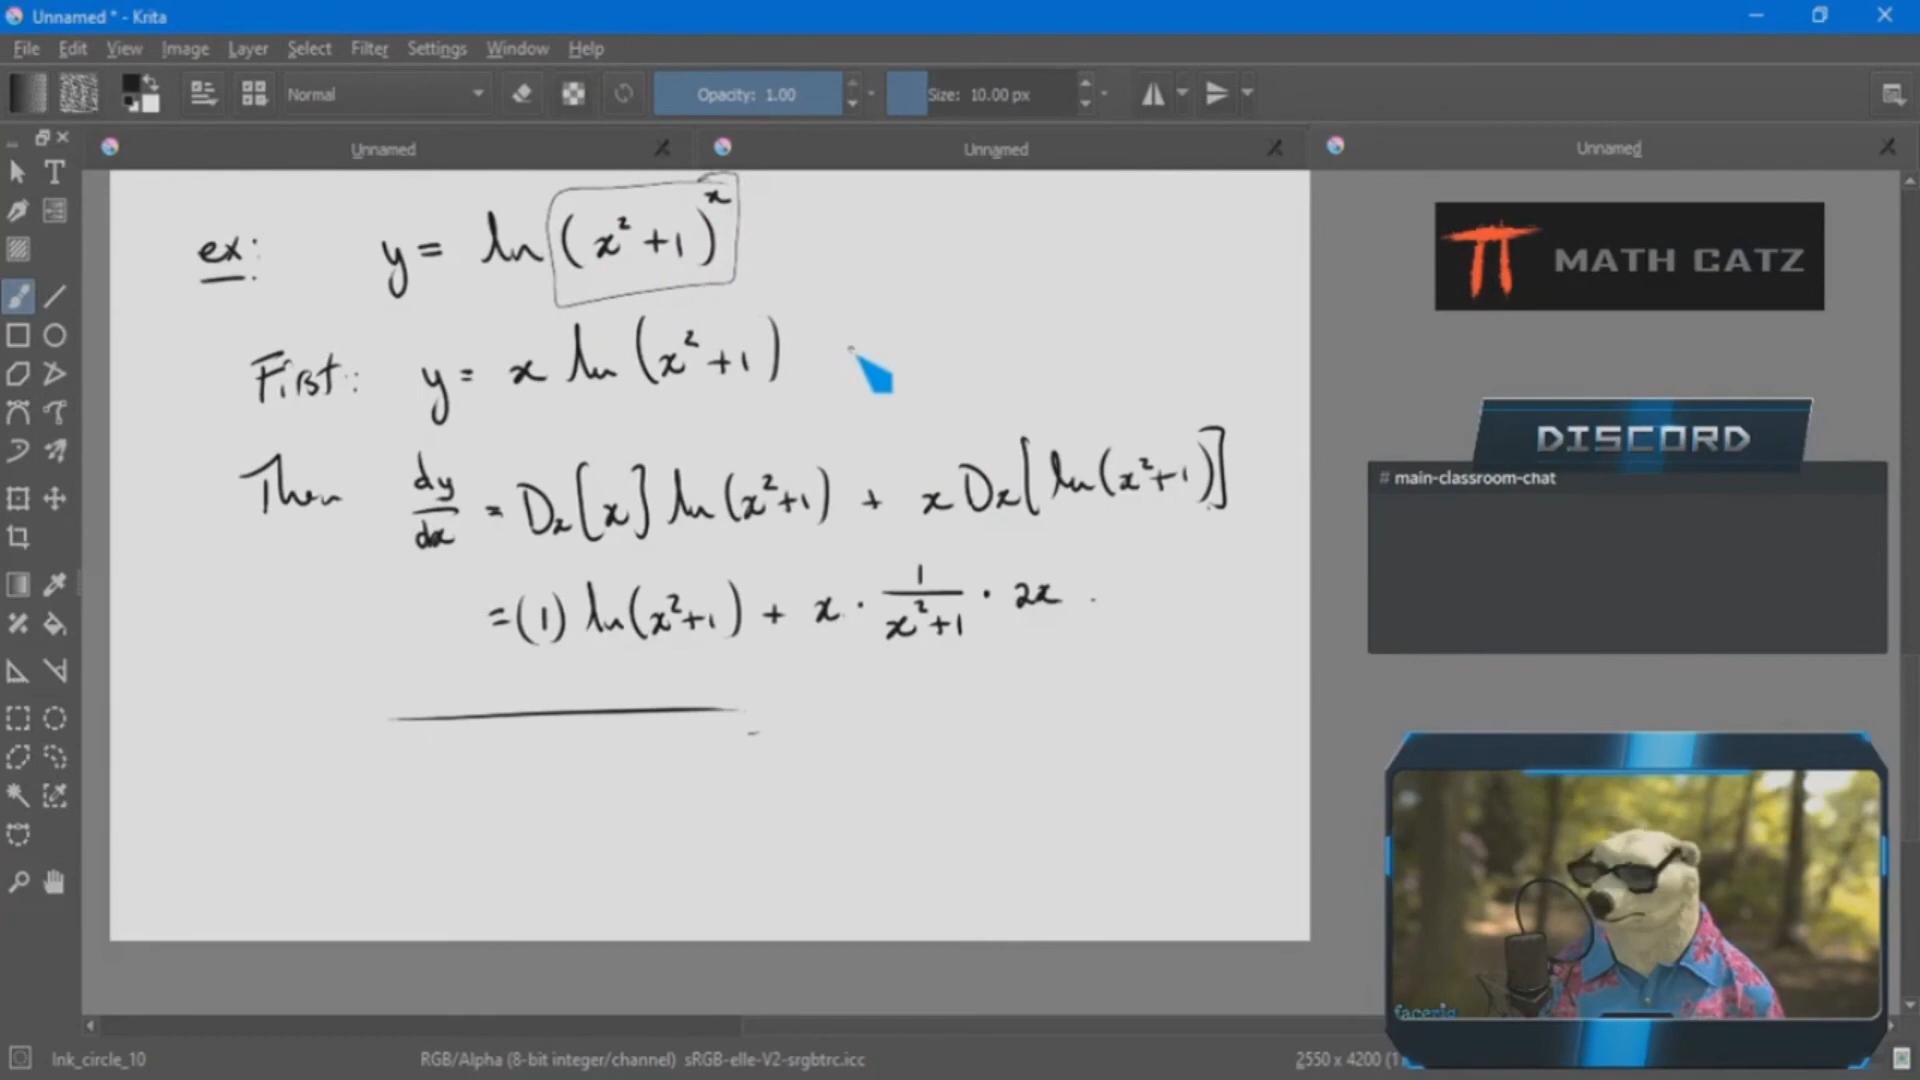 Unnamed * - Krita
File Edit View Image Layer Select Filter Settings Window Help
Normal Opacity: 1.00 Size: 10.00 px
Unnamed Unnamed Unnamed
ex: y = ln (x² + 1)ˣ
First: y = x ln (x² + 1)
Then dy/dx = Dₓ[x] ln(x²+1) + x Dₓ[ln(x²+1)]
= (1) ln(x²+1) + x · 1/(x²+1) · 2x .
π MATH CATZ
DISCORD
# main-classroom-chat
facerig
Ink_circle_10 RGB/Alpha (8-bit integer/channel) sRGB-elle-V2-srgbtrc.icc 2550 x 4200 (1